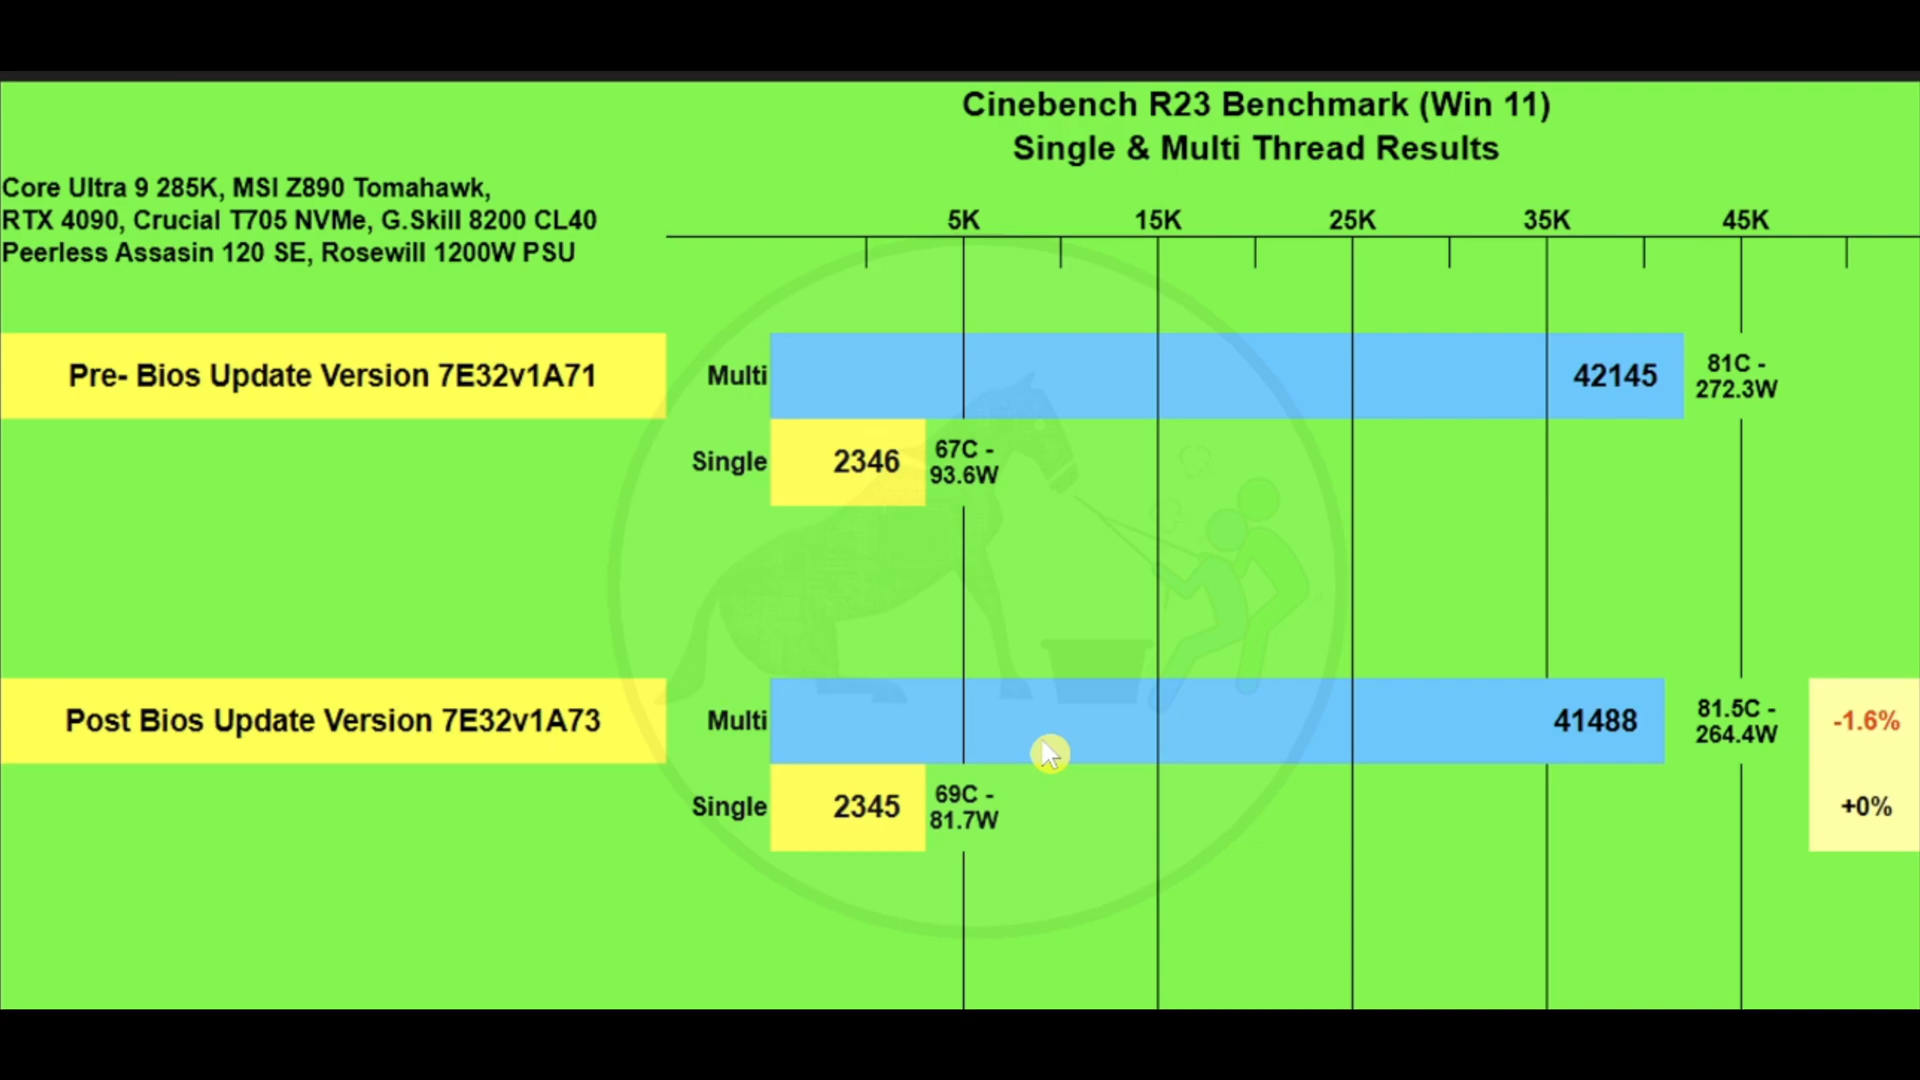 Cinebench R23 Benchmark (Win 11)
Single & Multi Thread Results
Core Ultra 9 285K, MSI Z890 Tomahawk,
RTX 4090, Crucial T705 NVMe, G.Skill 8200 CL40
Peerless Assasin 120 SE, Rosewill 1200W PSU
5K 15K 25K 35K 45K
Pre- Bios Update Version 7E32v1A71
Multi
42145
81C -
272.3W
Single
2346
67C -
93.6W
Post Bios Update Version 7E32v1A73
Multi
41488
81.5C -
264.4W
-1.6%
Single
2345
69C -
81.7W
+0%